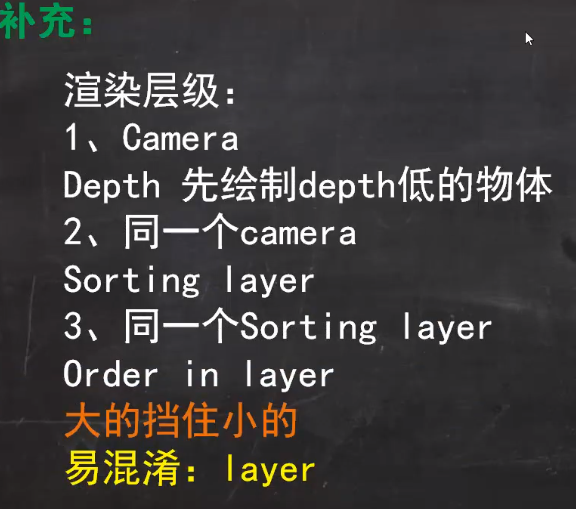 补充：
渲染层级：
1、Camera
Depth 先绘制depth低的物体
2、同一个camera
Sorting layer
3、同一个Sorting layer
Order in layer
大的挡住小的
易混淆：layer